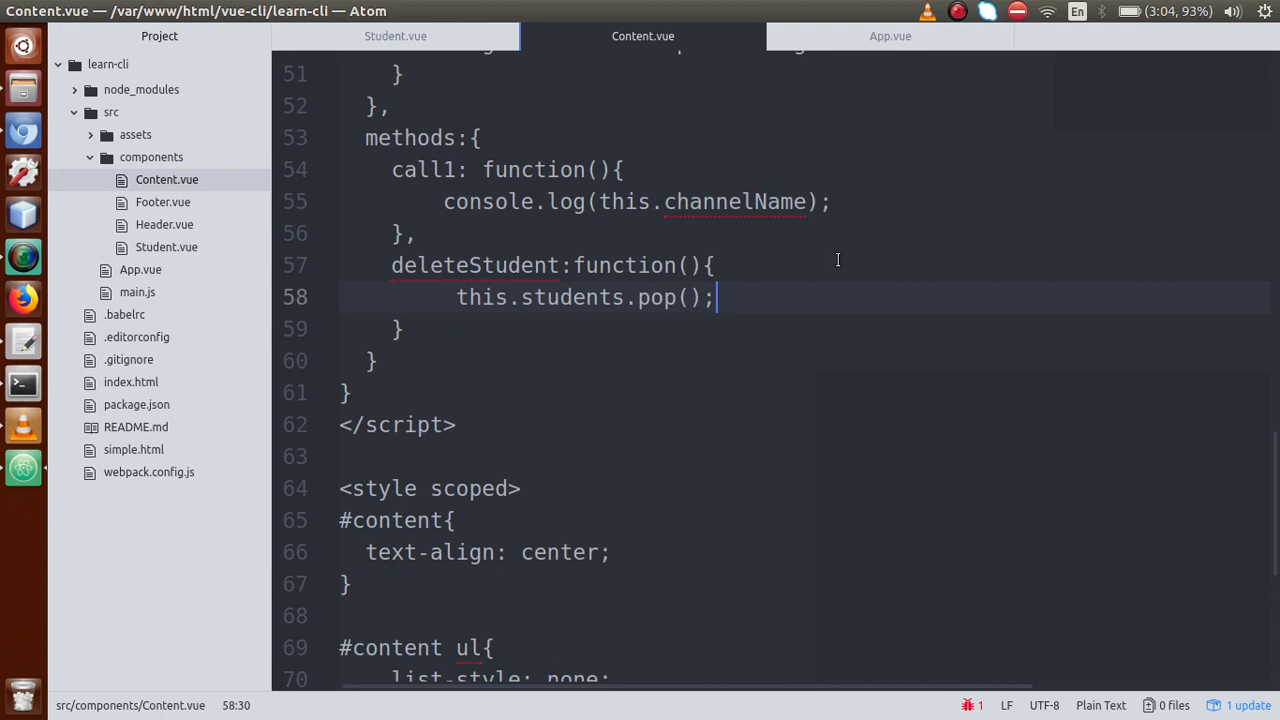 Content.vue — /var/www/html/vue-cli/learn-cli — Atom
En
(3:04, 93%)
Project
Student.vue
Content.vue
App.vue
learn-cli
node_modules
src
assets
components
Content.vue
Footer.vue
Header.vue
Student.vue
App.vue
main.js
.babelrc
.editorconfig
.gitignore
index.html
package.json
README.md
simple.html
webpack.config.js
51 }
52 },
53 methods:{
54 call1: function(){
55 console.log(this.channelName);
56 },
57 deleteStudent:function(){
58 this.students.pop();
59 }
60 }
61 }
62 </script>
63
64 <style scoped>
65 #content{
66 text-align: center;
67 }
68
69 #content ul{
70 list-style: none;
src/components/Content.vue 58:30
1 LF UTF-8 Plain Text 0 files 1 update